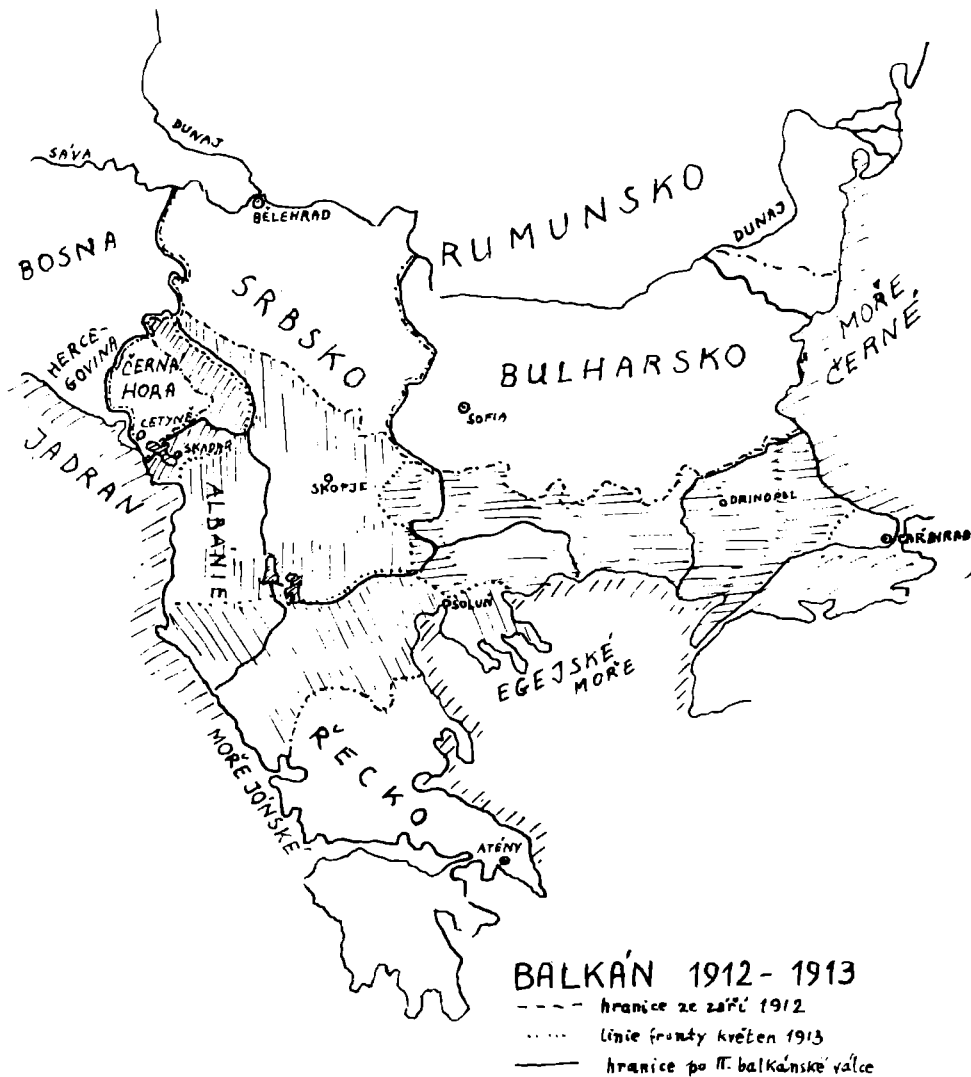 DUNAJ
SÁVA
BĚLEHRAD
RUMUNSKO
DUNAJ
BOSNA
SRBSKO
MOŘE
ČERNÉ
HERCE-
GOVINA
ČERNÁ
HORA
BULHARSKO
SOFIA
CETYNĚ
SKADAR
JADRAN
SKOPJE
DRINOPOL
ALBÁNIE
CAŘIHRAD
SOLUŇ
EGEJSKÉ
MOŘE
ŘECKO
MOŘE JÓNSKÉ
ATÉNY
BALKÁN 1912 - 1913
hranice ze září 1912
linie fronty květen 1913
hranice po II. balkánské válce